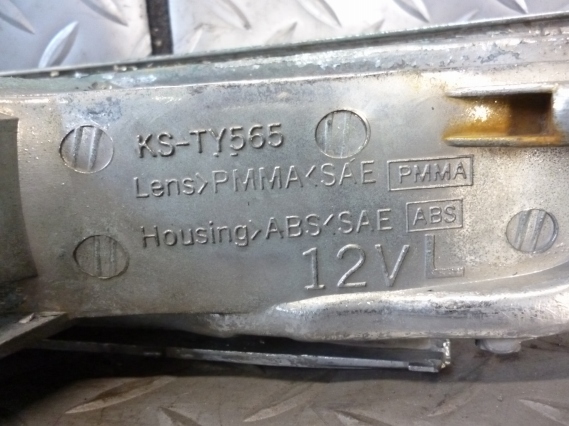 KS-TY565
Lens>PMMA<SAE PMMA
Housing>ABS<SAE ABS
12V L